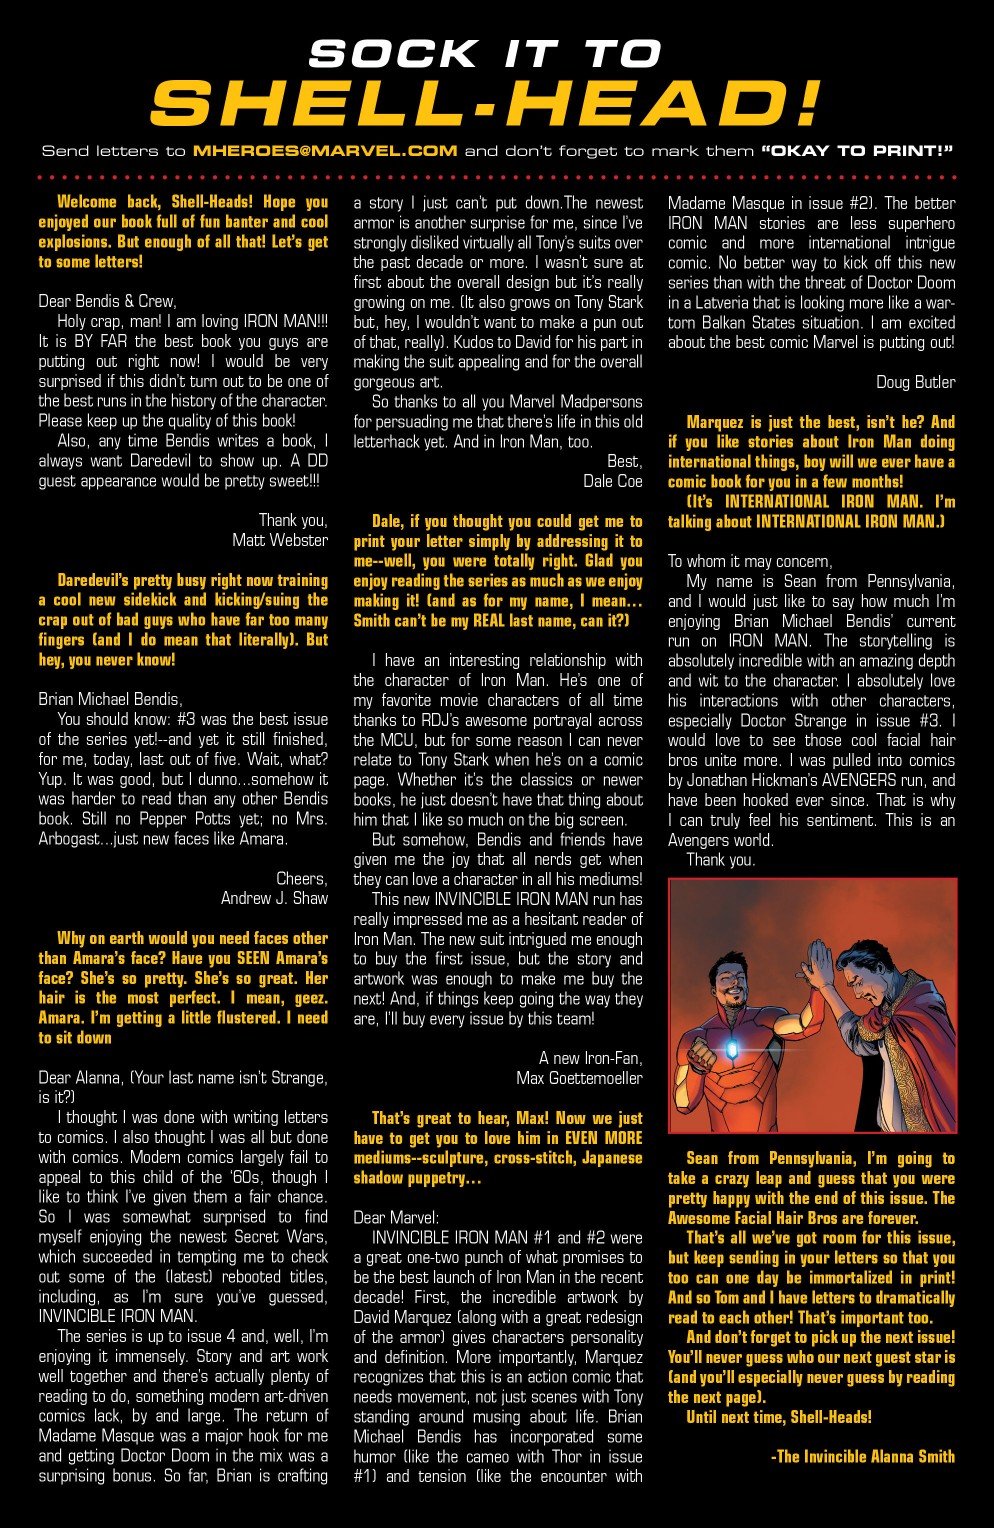 SOCK IT TO
SHELL-HEAD!
Send letters to MHEROES@MARVEL.COM and don't forget to mark them "OKAY TO PRINT!"
Welcome back, Shell-Heads! Hope you
enjoyed our book full of fun banter and cool
explosions. But enough of all that! Let's get
to some letters!
Dear Bendis & Crew,
Holy crap, man! I am loving IRON MAN!!!
It is BY FAR the best book you guys are
putting out right now! I would be very
surprised if this didn't turn out to be one of
the best runs in the history of the character.
Please keep up the quality of this book!
Also, any time Bendis writes a book, I
always want Daredevil to show up. A DD
guest appearance would be pretty sweet!!!
Thank you,
Matt Webster
Daredevil's pretty busy right now training
a cool new sidekick and kicking/suing the
crap out of bad guys who have far too many
fingers (and I do mean that literally). But
hey, you never know!
Brian Michael Bendis,
You should know: #3 was the best issue
of the series yet!--and yet it still finished,
for me, today, last out of five. Wait, what?
Yup. It was good, but I dunno...somehow it
was harder to read than any other Bendis
book. Still no Pepper Potts yet; no Mrs.
Arbogast...just new faces like Amara.
Cheers,
Andrew J. Shaw
Why on earth would you need faces other
than Amara's face? Have you SEEN Amara's
face? She's so pretty. She's so great. Her
hair is the most perfect. I mean, geez.
Amara. I'm getting a little flustered. I need
to sit down
Dear Alanna, (Your last name isn't Strange,
is it?)
I thought I was done with writing letters
to comics. I also thought I was all but done
with comics. Modern comics largely fail to
appeal to this child of the '60s, though I
like to think I've given them a fair chance.
So I was somewhat surprised to find
myself enjoying the newest Secret Wars,
which succeeded in tempting me to check
out some of the (latest) rebooted titles,
including, as I'm sure you've guessed,
INVINCIBLE IRON MAN.
The series is up to issue 4 and, well, I'm
enjoying it immensely. Story and art work
well together and there's actually plenty of
reading to do, something modern art-driven
comics lack, by and large. The return of
Madame Masque was a major hook for me
and getting Doctor Doom in the mix was a
surprising bonus. So far, Brian is crafting
a story I just can't put down.The newest
armor is another surprise for me, since I've
strongly disliked virtually all Tony's suits over
the past decade or more. I wasn't sure at
first about the overall design but it's really
growing on me. (It also grows on Tony Stark
but, hey, I wouldn't want to make a pun out
of that, really). Kudos to David for his part in
making the suit appealing and for the overall
gorgeous art.
So thanks to all you Marvel Madpersons
for persuading me that there's life in this old
letterhack yet. And in Iron Man, too.
Best,
Dale Coe
Dale, if you thought you could get me to
print your letter simply by addressing it to
me--well, you were totally right. Glad you
enjoy reading the series as much as we enjoy
making it! (and as for my name, I mean...
Smith can't be my REAL last name, can it?)
I have an interesting relationship with
the character of Iron Man. He's one of
my favorite movie characters of all time
thanks to RDJ's awesome portrayal across
the MCU, but for some reason I can never
relate to Tony Stark when he's on a comic
page. Whether it's the classics or newer
books, he just doesn't have that thing about
him that I like so much on the big screen.
But somehow, Bendis and friends have
given me the joy that all nerds get when
they can love a character in all his mediums!
This new INVINCIBLE IRON MAN run has
really impressed me as a hesitant reader of
Iron Man. The new suit intrigued me enough
to buy the first issue, but the story and
artwork was enough to make me buy the
next! And, if things keep going the way they
are, I'll buy every issue by this team!
A new Iron-Fan,
Max Goettemoeller
That's great to hear, Max! Now we just
have to get you to love him in EVEN MORE
mediums--sculpture, cross-stitch, Japanese
shadow puppetry...
Dear Marvel:
INVINCIBLE IRON MAN #1 and #2 were
a great one-two punch of what promises to
be the best launch of Iron Man in the recent
decade! First, the incredible artwork by
David Marquez (along with a great redesign
of the armor) gives characters personality
and definition. More importantly, Marquez
recognizes that this is an action comic that
needs movement, not just scenes with Tony
standing around musing about life. Brian
Michael Bendis has incorporated some
humor (like the cameo with Thor in issue
#1) and tension (like the encounter with
Madame Masque in issue #2). The better
IRON MAN stories are less superhero
comic and more international intrigue
comic. No better way to kick off this new
series than with the threat of Doctor Doom
in a Latveria that is looking more like a war-
torn Balkan States situation. I am excited
about the best comic Marvel is putting out!
Doug Butler
Marquez is just the best, isn't he? And
if you like stories about Iron Man doing
international things, boy will we ever have a
comic book for you in a few months!
(It's INTERNATIONAL IRON MAN. I'm
talking about INTERNATIONAL IRON MAN.)
To whom it may concern,
My name is Sean from Pennsylvania,
and I would just like to say how much I'm
enjoying Brian Michael Bendis' current
run on IRON MAN. The storytelling is
absolutely incredible with an amazing depth
and wit to the character. I absolutely love
his interactions with other characters,
especially Doctor Strange in issue #3. I
would love to see those cool facial hair
bros unite more. I was pulled into comics
by Jonathan Hickman's AVENGERS run, and
have been hooked ever since. That is why
I can truly feel his sentiment. This is an
Avengers world.
Thank you.
Sean from Pennsylvania, I'm going to
take a crazy leap and guess that you were
pretty happy with the end of this issue. The
Awesome Facial Hair Bros are forever.
That's all we've got room for this issue,
but keep sending in your letters so that you
too can one day be immortalized in print!
And so Tom and I have letters to dramatically
read to each other! That's important too.
And don't forget to pick up the next issue!
You'll never guess who our next guest star is
(and you'll especially never guess by reading
the next page).
Until next time, Shell-Heads!
-The Invincible Alanna Smith